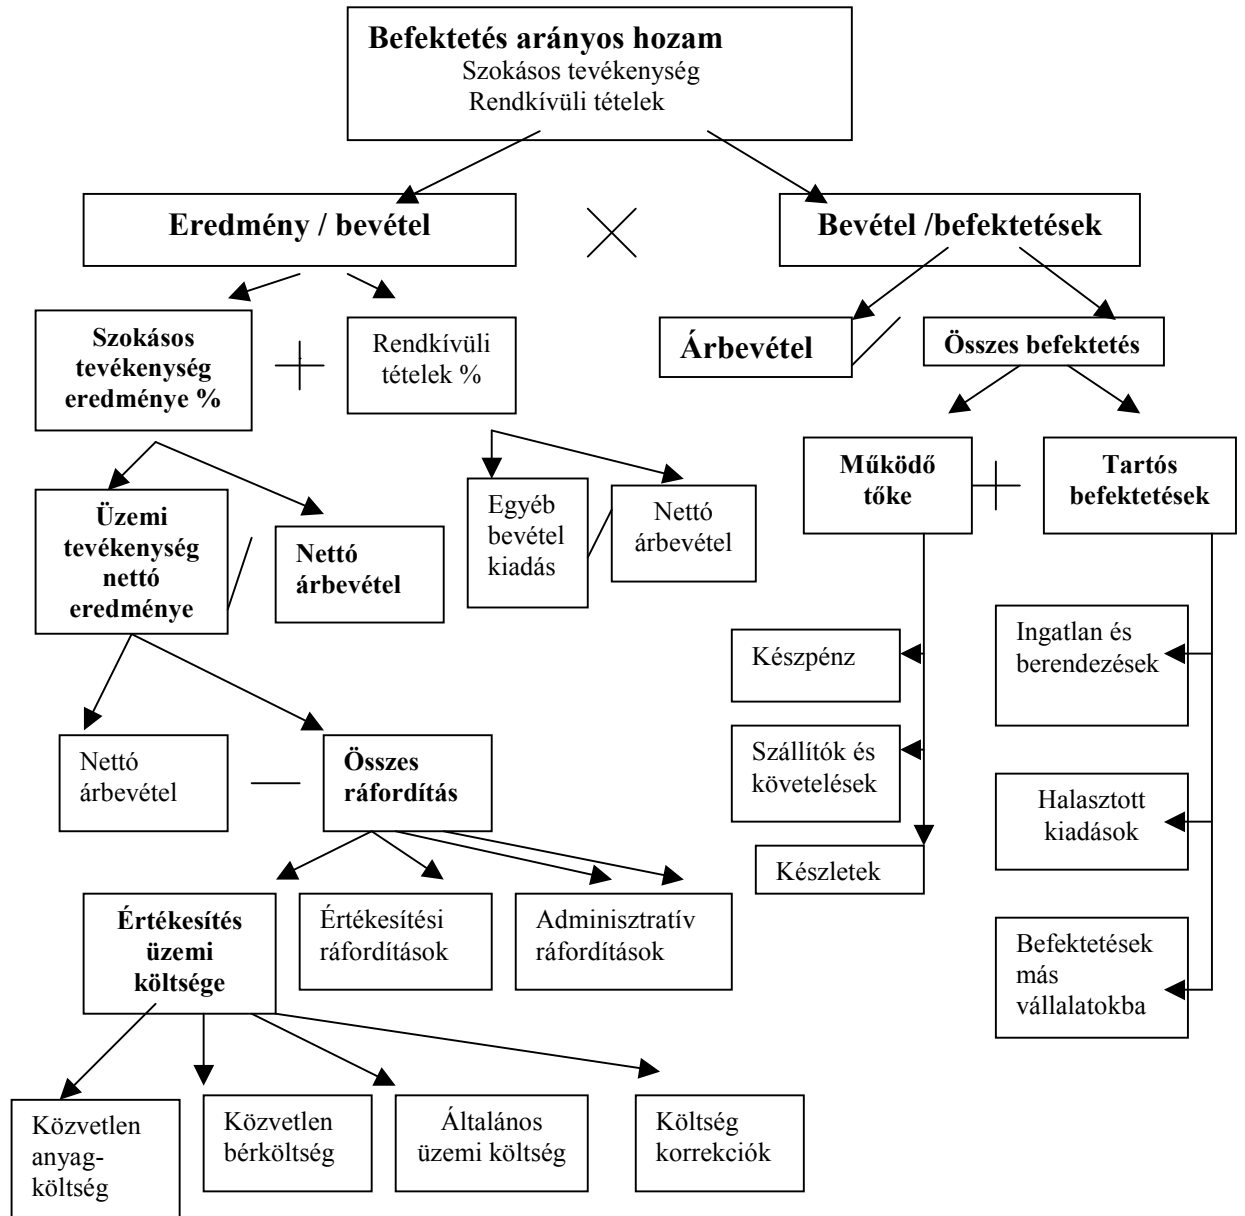 Befektetés arányos hozam
Szokásos tevékenység
Rendkívüli tételek
Eredmény / bevétel
Bevétel /befektetések
Szokásos
tevékenység
eredménye %
Rendkívüli
tételek %
Árbevétel
Összes befektetés
Működő
tőke
Tartós
befektetések
Üzemi
tevékenység
nettó
eredménye
Nettó
árbevétel
Egyéb
bevétel
kiadás
Nettó
árbevétel
Készpénz
Ingatlan és
berendezések
Nettó
árbevétel
Összes
ráfordítás
Szállítók és
követelések
Halasztott
kiadások
Készletek
Értékesítés
üzemi
költsége
Értékesítési
ráfordítások
Adminisztratív
ráfordítások
Befektetések
más
vállalatokba
Közvetlen
anyag-
költség
Közvetlen
bérköltség
Általános
üzemi költség
Költség
korrekciók